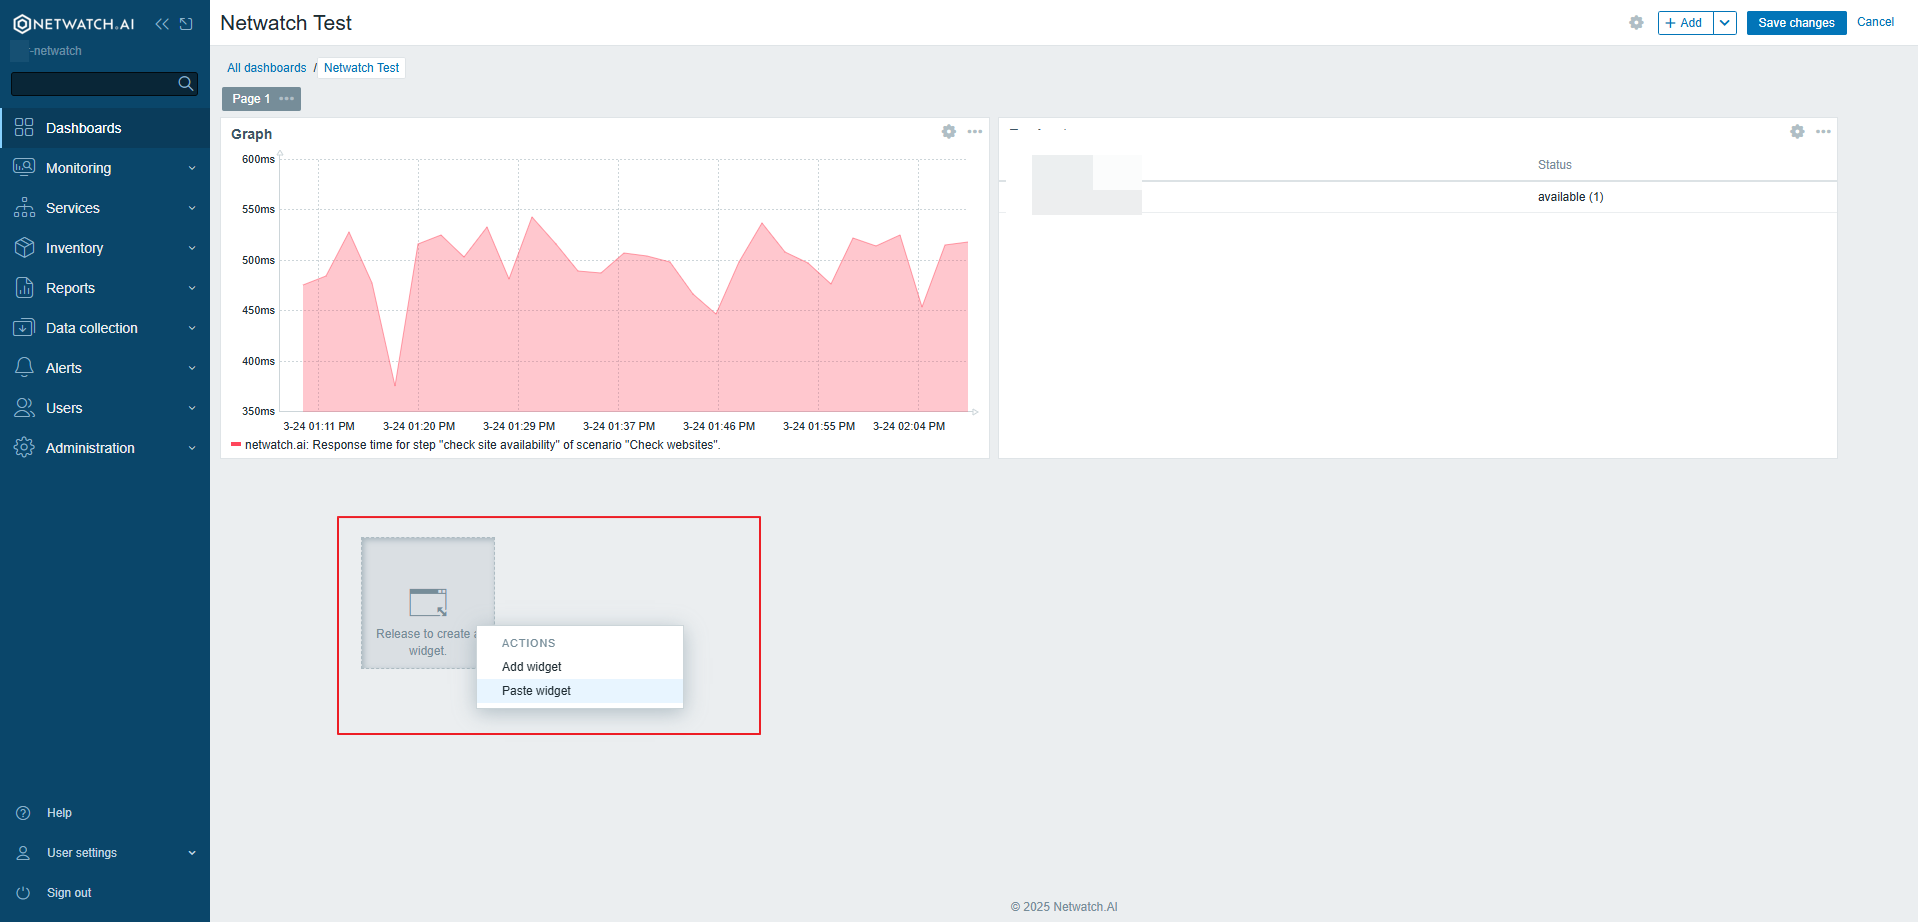 NETWATCH.AI
-netwatch
Dashboards
Monitoring
Services
Inventory
Reports
Data collection
Alerts
Users
Administration
Help
User settings
Sign out
Netwatch Test
+ Add
Save changes
Cancel
All dashboards / Netwatch Test
Page 1
Graph
600ms
550ms
500ms
450ms
400ms
350ms
3-24 01:11 PM 3-24 01:20 PM 3-24 01:29 PM 3-24 01:37 PM 3-24 01:46 PM 3-24 01:55 PM 3-24 02:04 PM
netwatch.ai: Response time for step "check site availability" of scenario "Check websites".
Status
available (1)
Release to create
widget.
ACTIONS
Add widget
Paste widget
© 2025 Netwatch.AI